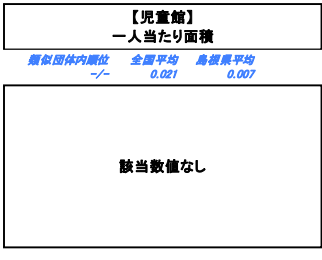 【児童館】
一人当たり面積
類似団体内順位 全国平均 島根県平均
-/- 0.021 0.007
該当数値なし